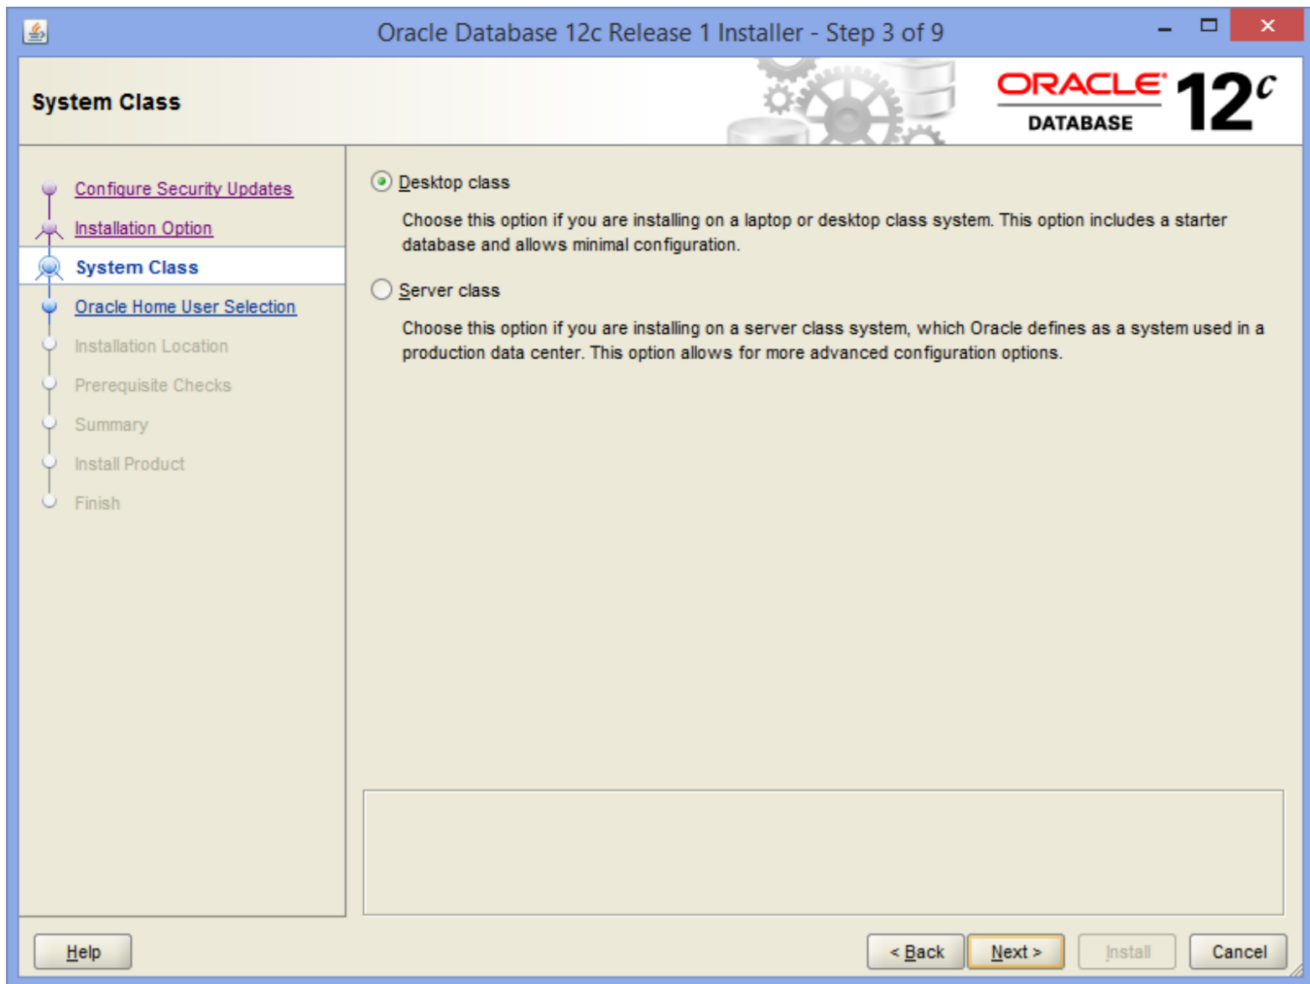 Oracle Database 12c Release 1 Installer - Step 3 of 9
System Class
ORACLE
DATABASE
12c
Configure Security Updates
Installation Option
System Class
Oracle Home User Selection
Installation Location
Prerequisite Checks
Summary
Install Product
Finish
Desktop class
Choose this option if you are installing on a laptop or desktop class system. This option includes a starter
database and allows minimal configuration.
Server class
Choose this option if you are installing on a server class system, which Oracle defines as a system used in a
production data center. This option allows for more advanced configuration options.
Help
< Back
Next >
Install
Cancel